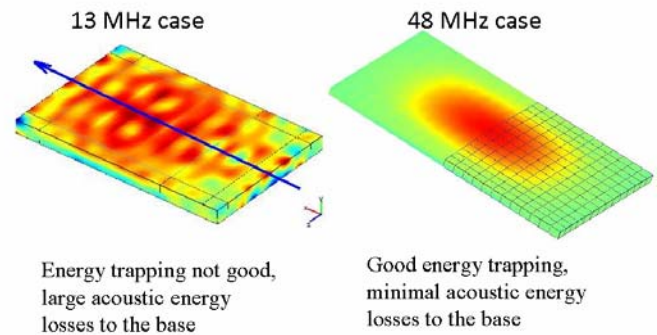 13 MHz case
48 MHz case
Energy trapping not good,
large acoustic energy
losses to the base
Good energy trapping,
minimal acoustic energy
losses to the base